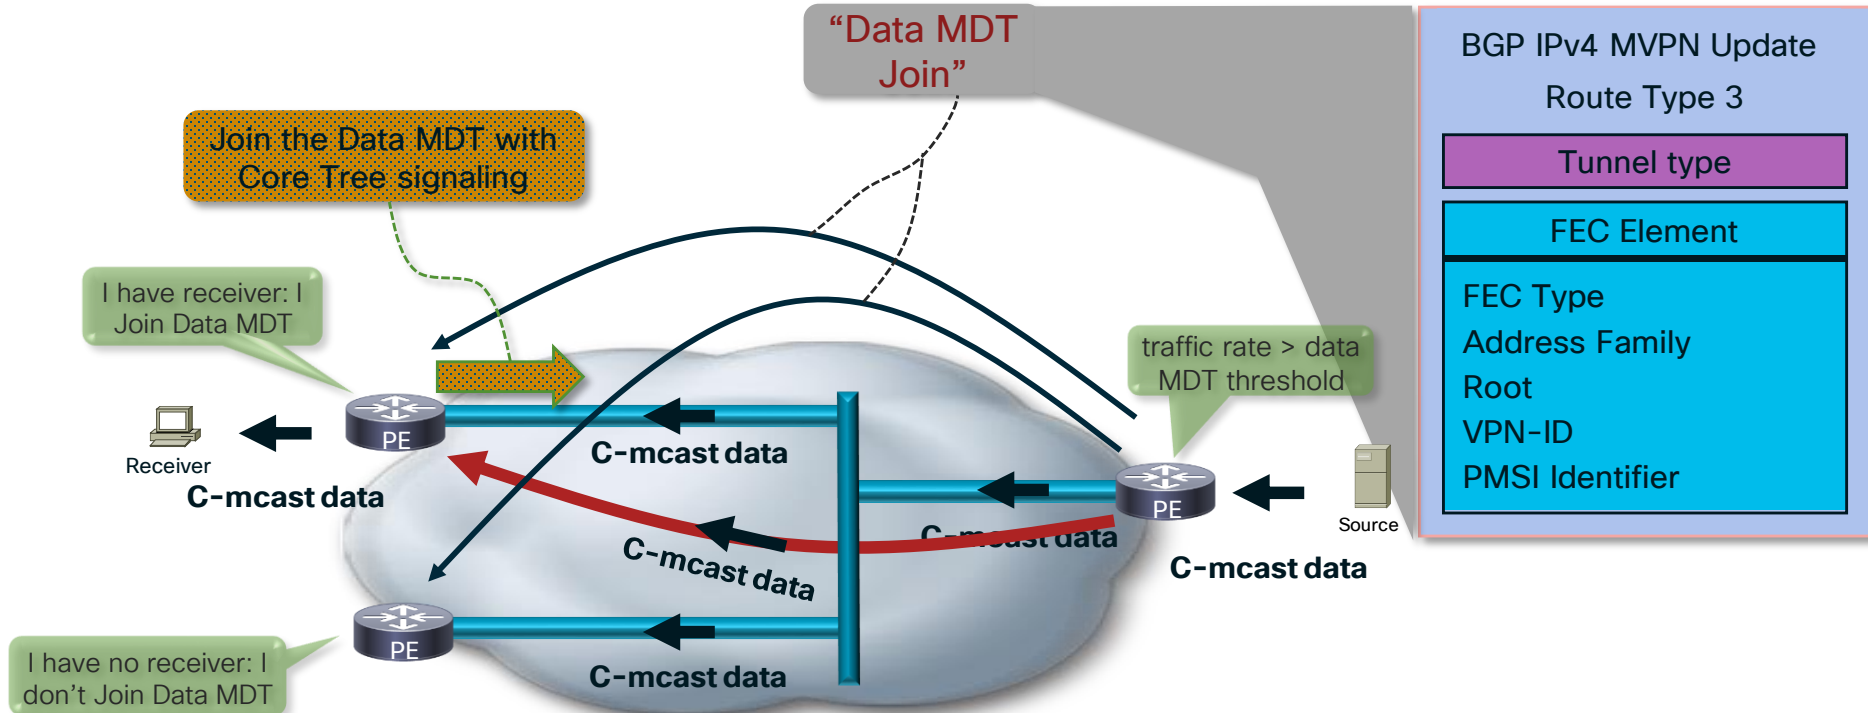 “Data MDT
Join”
BGP IPv4 MVPN Update
Route Type 3
Tunnel type
FEC Element
FEC Type
Address Family
Root
VPN-ID
PMSI Identifier
Join the Data MDT with
Core Tree signaling
I have receiver: I
Join Data MDT
traffic rate > data
MDT threshold
PE
Receiver
C-mcast data
C-mcast data
C-mcast data
C-mcast data
PE
Source
C-mcast data
PE
C-mcast data
I have no receiver: I
don’t Join Data MDT